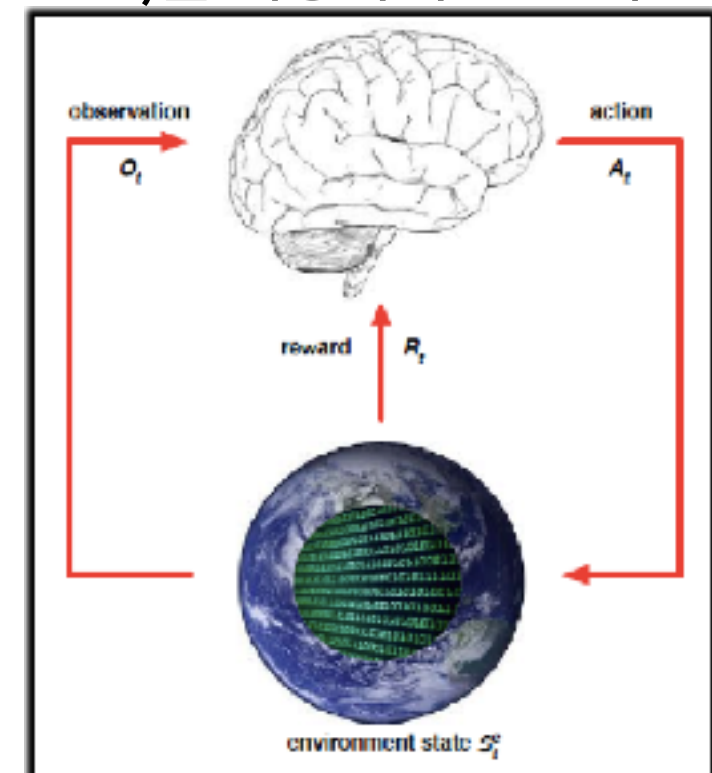 observation
O_t
action
A_t
reward R_t
environment state S_t^e